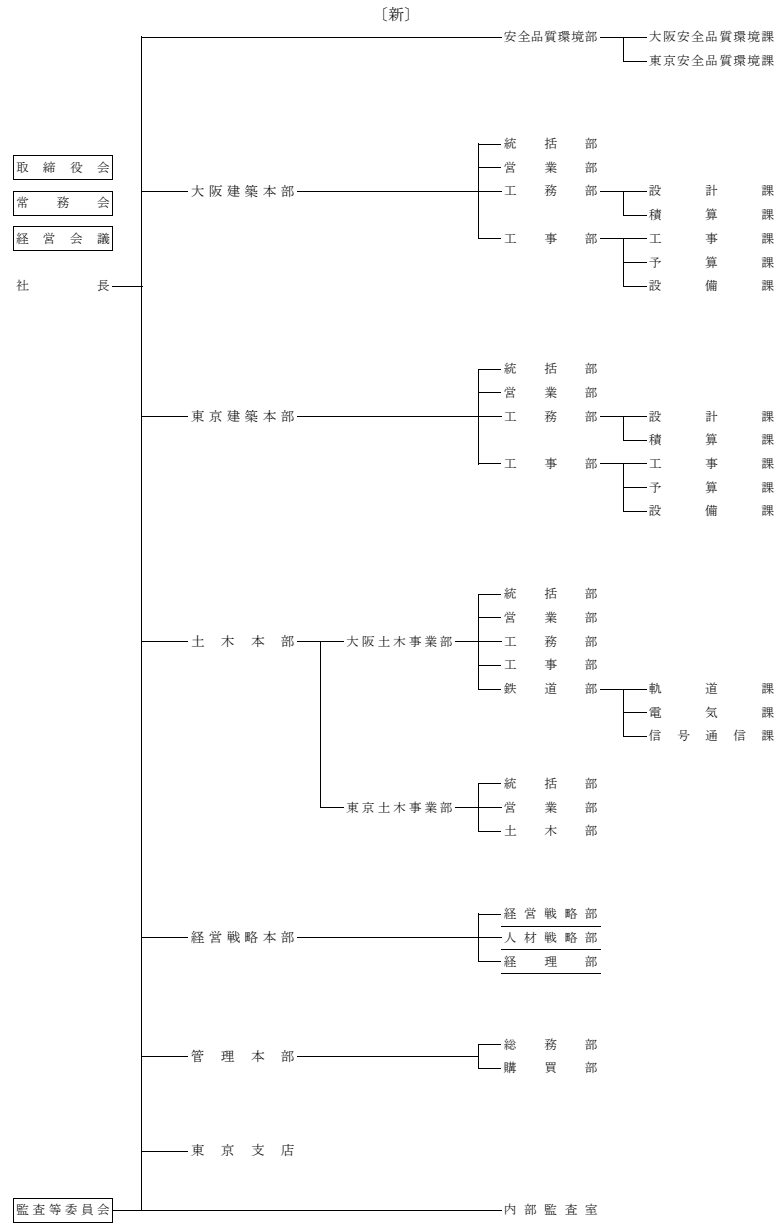 〔新〕
安全品質環境部 大阪安全品質環境課
東京安全品質環境課
統括部
取締役会 営業部
大阪建築本部 工務部 設計課
常務会 積算課
経営会議 工事部 工事課
予算課
社長 設備課
統括部
営業部
東京建築本部 工務部 設計課
積算課
工事部 工事課
予算課
設備課
統括部
営業部
土木本部 大阪土木事業部 工務部
工事部
鉄道部 軌道課
電気課
信号通信課
統括部
東京土木事業部 営業部
土木部
経営戦略部
経営戦略本部 人材戦略部
経理部
総務部
管理本部
購買部
東京支店
監査等委員会 内部監査室